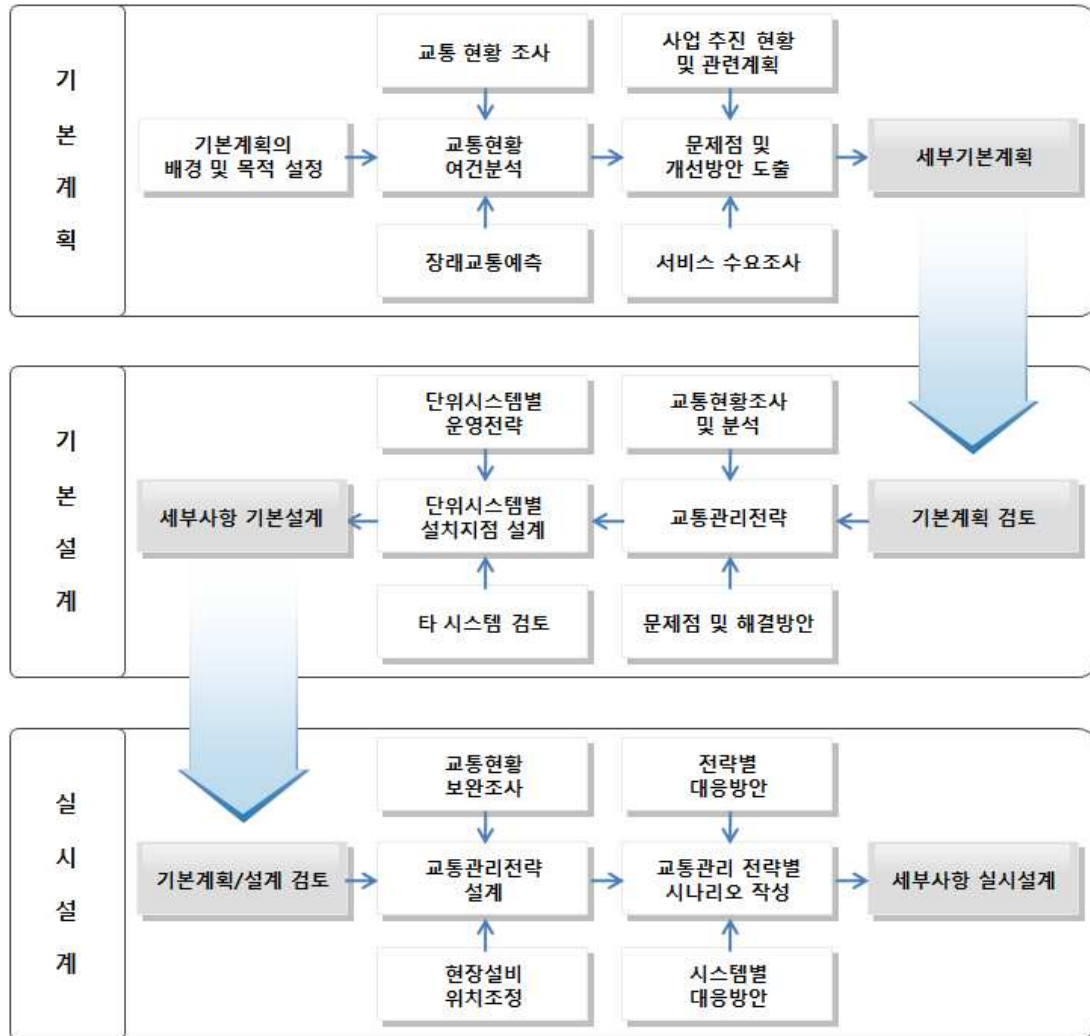 기
본
계
획
교통 현황 조사
사업 추진 현황
및 관련계획
기본계획의
배경 및 목적 설정
교통현황
여건분석
문제점 및
개선방안 도출
세부기본계획
장래교통예측
서비스 수요조사
기
본
설
계
단위시스템별
운영전략
교통현황조사
및 분석
세부사항 기본설계
단위시스템별
설치지점 설계
교통관리전략
기본계획 검토
타 시스템 검토
문제점 및 해결방안
실
시
설
계
교통현황
보완조사
전략별
대응방안
기본계획/설계 검토
교통관리전략
설계
교통관리 전략별
시나리오 작성
세부사항 실시설계
현장설비
위치조정
시스템별
대응방안